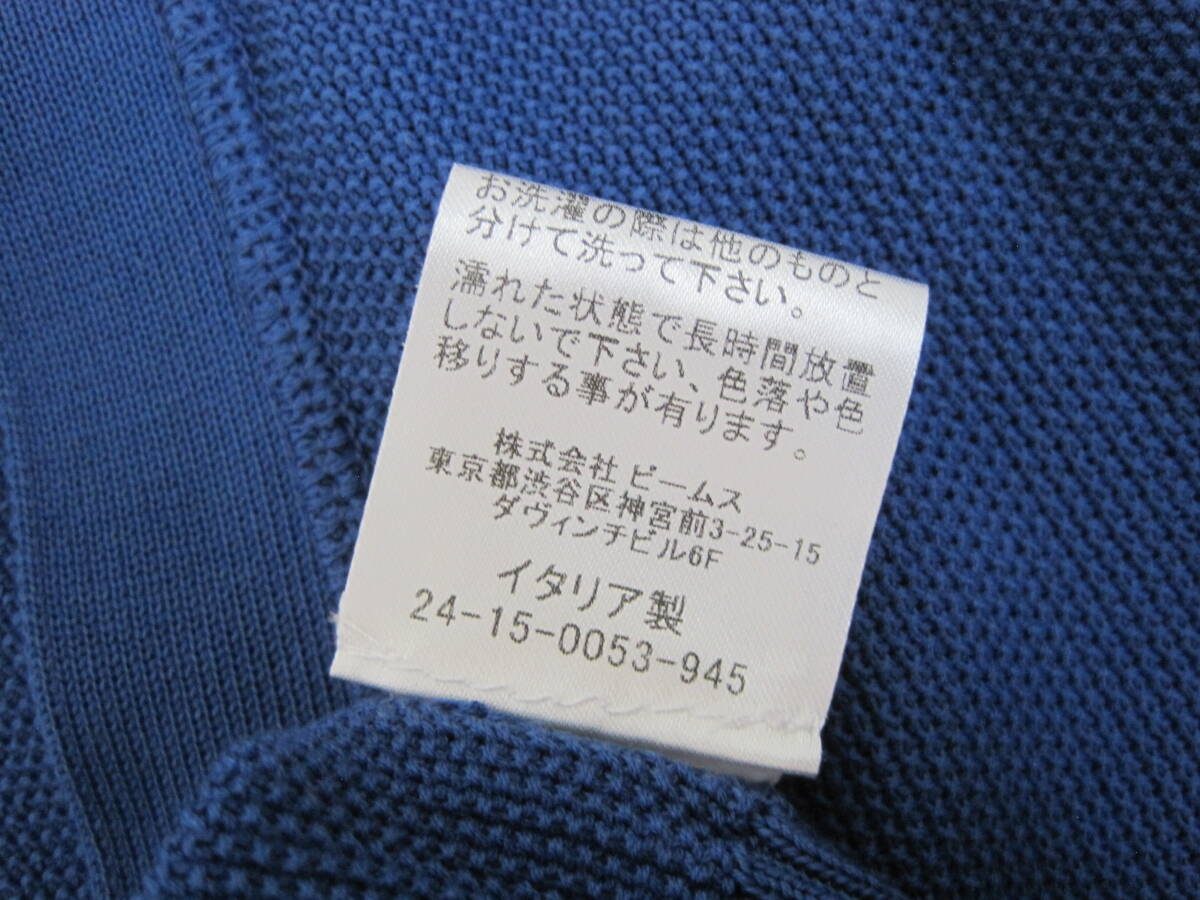 お洗濯の際は他のものと
分けて洗って下さい。
濡れた状態で長時間放置
しないで下さい、色落や色
移りする事が有ります。
株式会社 ビームス
東京都渋谷区神宮前3-25-15
ダヴィンチビル6F
イタリア製
24-15-0053-945